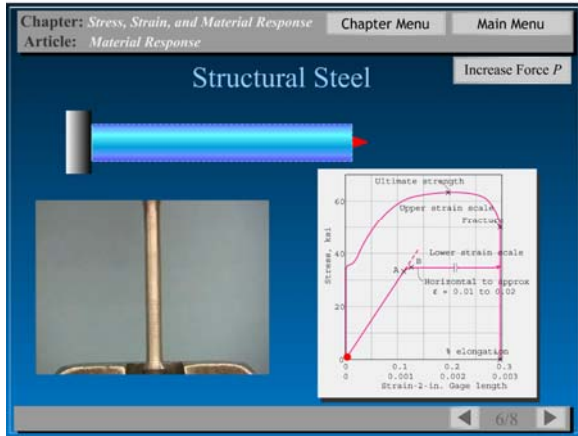 Chapter: Stress, Strain, and Material Response
Chapter Menu
Main Menu
Article: Material Response
Structural Steel
Increase Force P
Ultimate strength
Upper strain scale
Fracture
60
Stress, ksi
Lower strain scale
40
A
B
Horizontal to approx
ε = 0.01 to 0.02
20
% elongation
0
0 0.1 0.2 0.3
0 0.001 0.002 0.003
Strain-2-in. Gage length
6/8